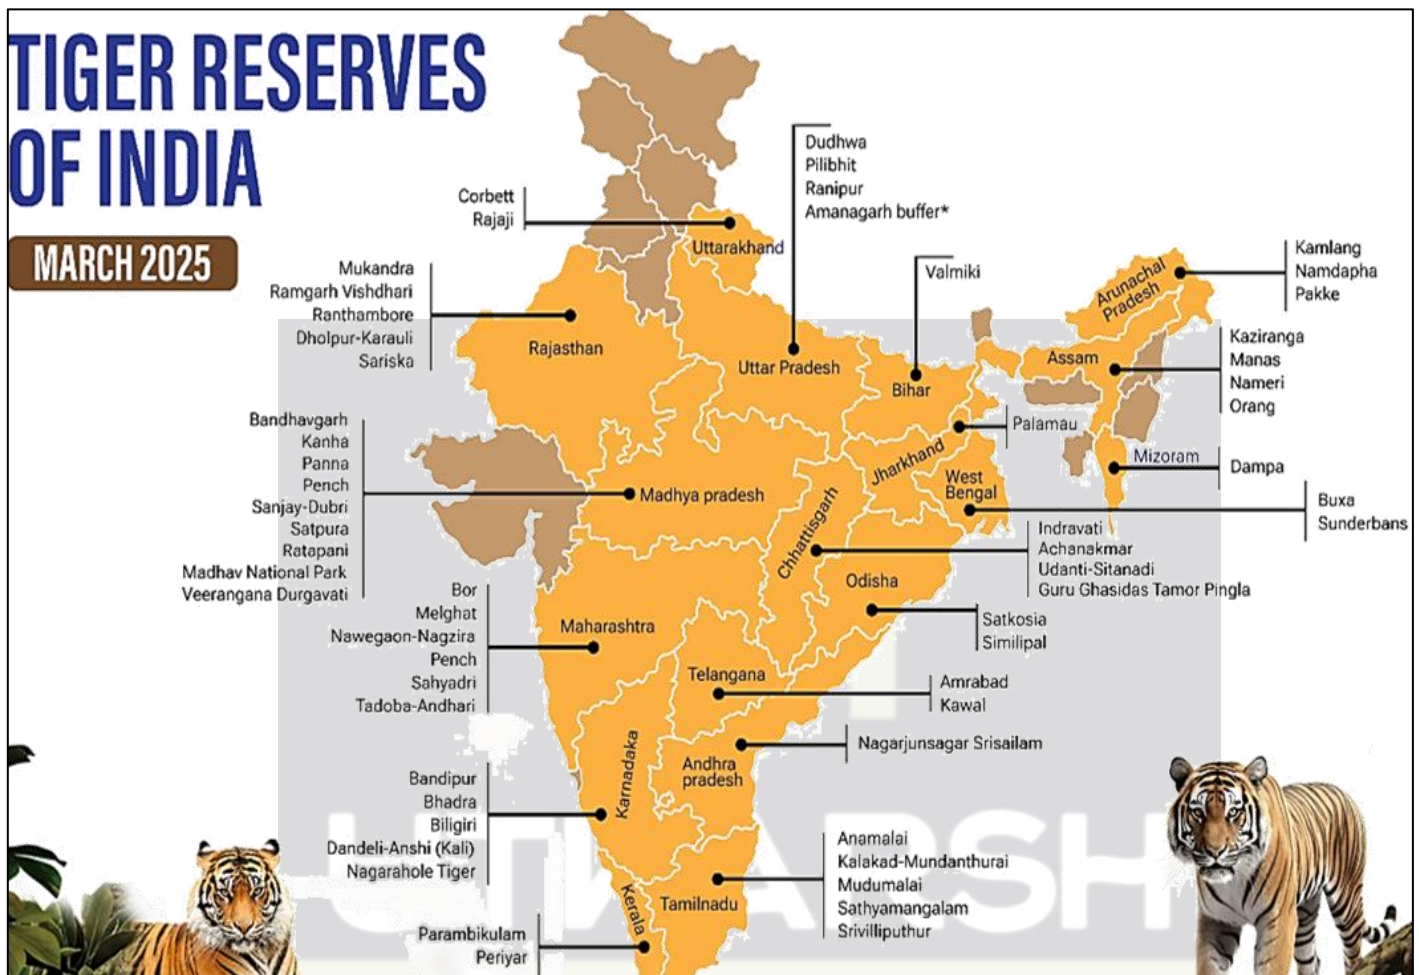 TIGER RESERVES
OF INDIA
MARCH 2025
Corbett
Rajaji
Dudhwa
Pilibhit
Ranipur
Amanagarh buffer*
Uttarakhand
Mukandra
Ramgarh Vishdhari
Ranthambore
Dholpur-Karauli
Sariska
Rajasthan
Uttar Pradesh
Valmiki
Bihar
Arunachal
Pradesh
Kamlang
Namdapha
Pakke
Assam
Kaziranga
Manas
Nameri
Orang
Bandhavgarh
Kanha
Panna
Pench
Sanjay-Dubri
Satpura
Ratapani
Madhav National Park
Veerangana Durgavati
Madhya pradesh
Jharkhand
Palamau
Mizoram
Dampa
West
Bengal
Buxa
Sunderbans
Chhattisgarh
Indravati
Achanakmar
Udanti-Sitanadi
Guru Ghasidas Tamor Pingla
Odisha
Satkosia
Similipal
Bor
Melghat
Nawegaon-Nagzira
Pench
Sahyadri
Tadoba-Andhari
Maharashtra
Telangana
Amrabad
Kawal
Andhra
pradesh
Nagarjunsagar Srisailam
Bandipur
Bhadra
Biligiri
Dandeli-Anshi (Kali)
Nagarahole Tiger
Karnadaka
Anamalai
Kalakad-Mundanthurai
Mudumalai
Sathyamangalam
Srivilliputhur
Tamilnadu
Kerala
Parambikulam
Periyar
UTKARSH